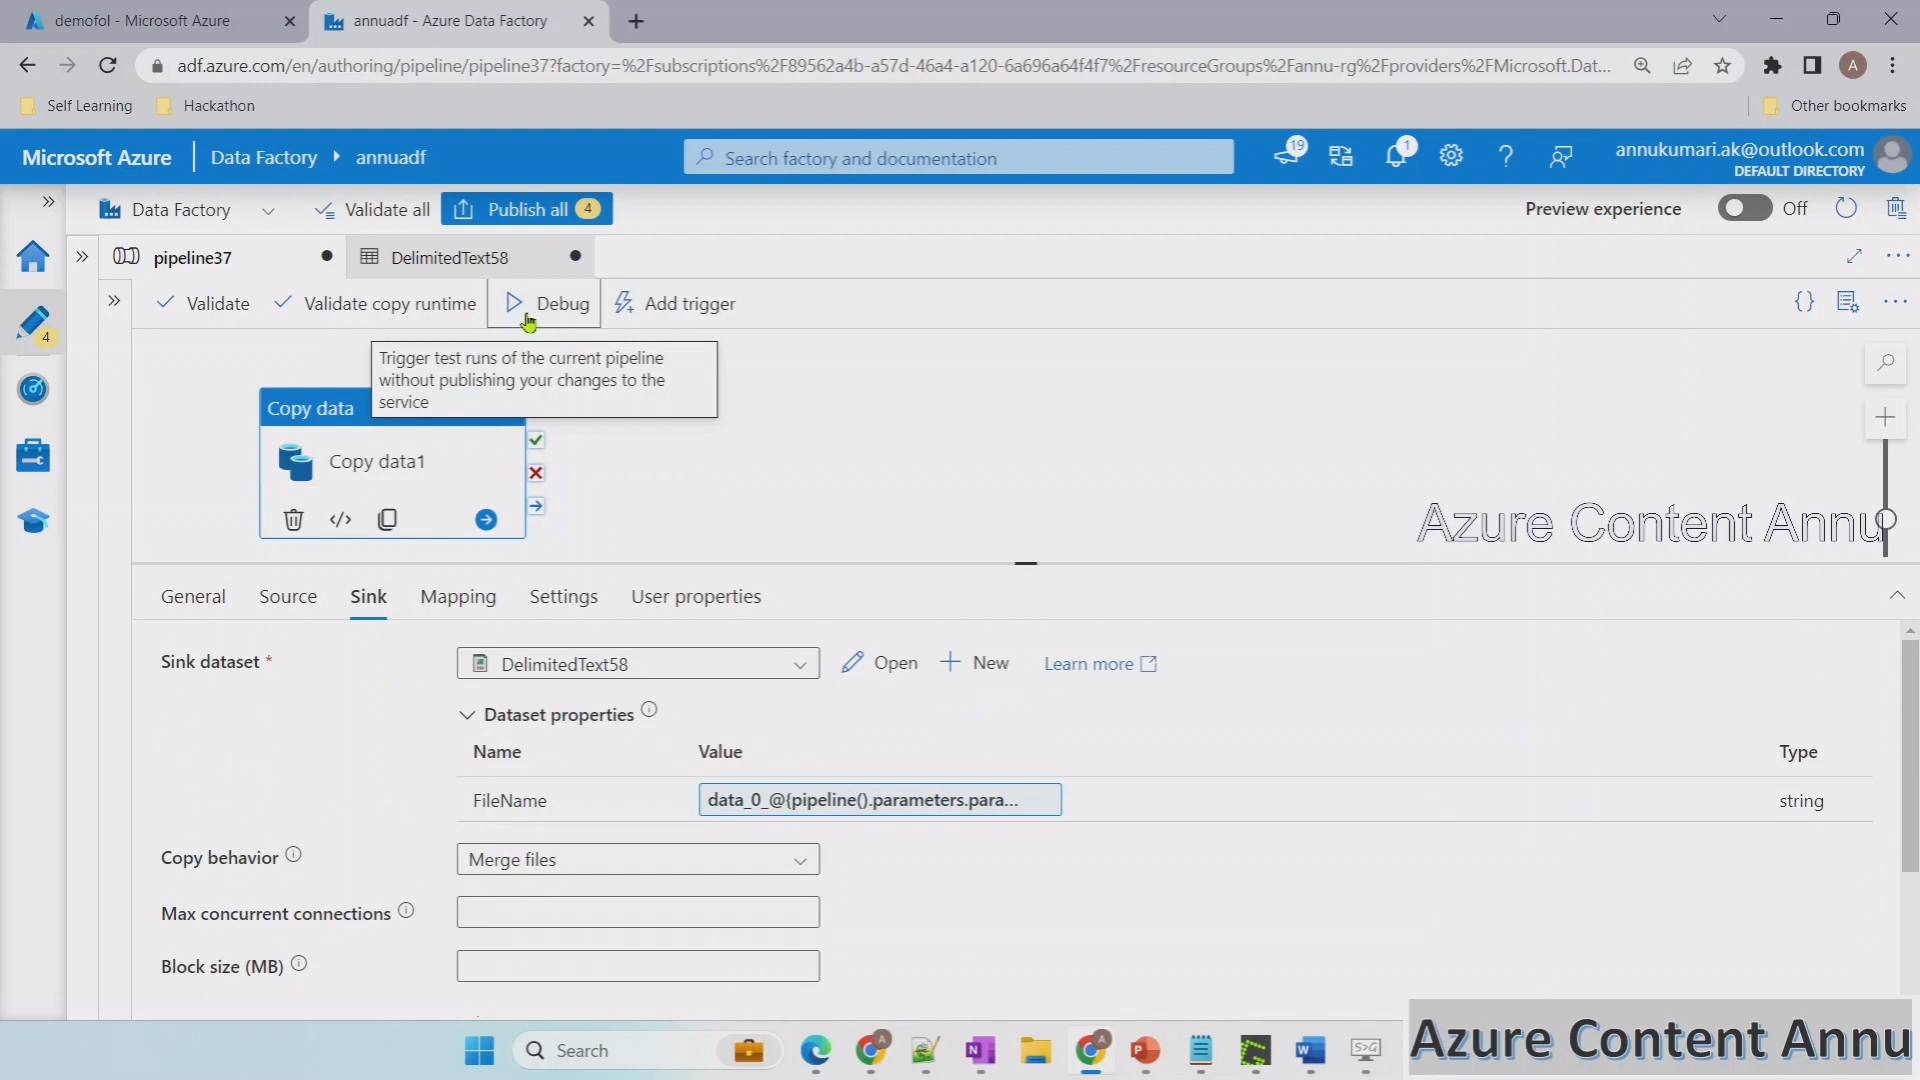 demofol - Microsoft Azure
annuadf - Azure Data Factory
adf.azure.com/en/authoring/pipeline/pipeline37?factory=%2Fsubscriptions%2F89562a4b-a57d-46a4-a120-6a696a64f4f7%2FresourceGroups%2Fannu-rg%2Fproviders%2FMicrosoft.Dat...
A
Self Learning
Hackathon
Other bookmarks
Microsoft Azure
Data Factory
annuadf
Search factory and documentation
19
1
annukumari.ak@outlook.com
DEFAULT DIRECTORY
Data Factory
Validate all
Publish all 4
Preview experience
Off
pipeline37
DelimitedText58
4
Validate
Validate copy runtime
Debug
Add trigger
Trigger test runs of the current pipeline
without publishing your changes to the
service
Copy data
Copy data1
Azure Content Annu
General
Source
Sink
Mapping
Settings
User properties
Sink dataset *
DelimitedText58
Open
New
Learn more
Dataset properties
Name
Value
Type
FileName
data_0_@{pipeline().parameters.para...
string
Copy behavior
Merge files
Max concurrent connections
Block size (MB)
Search
Azure Content Annu